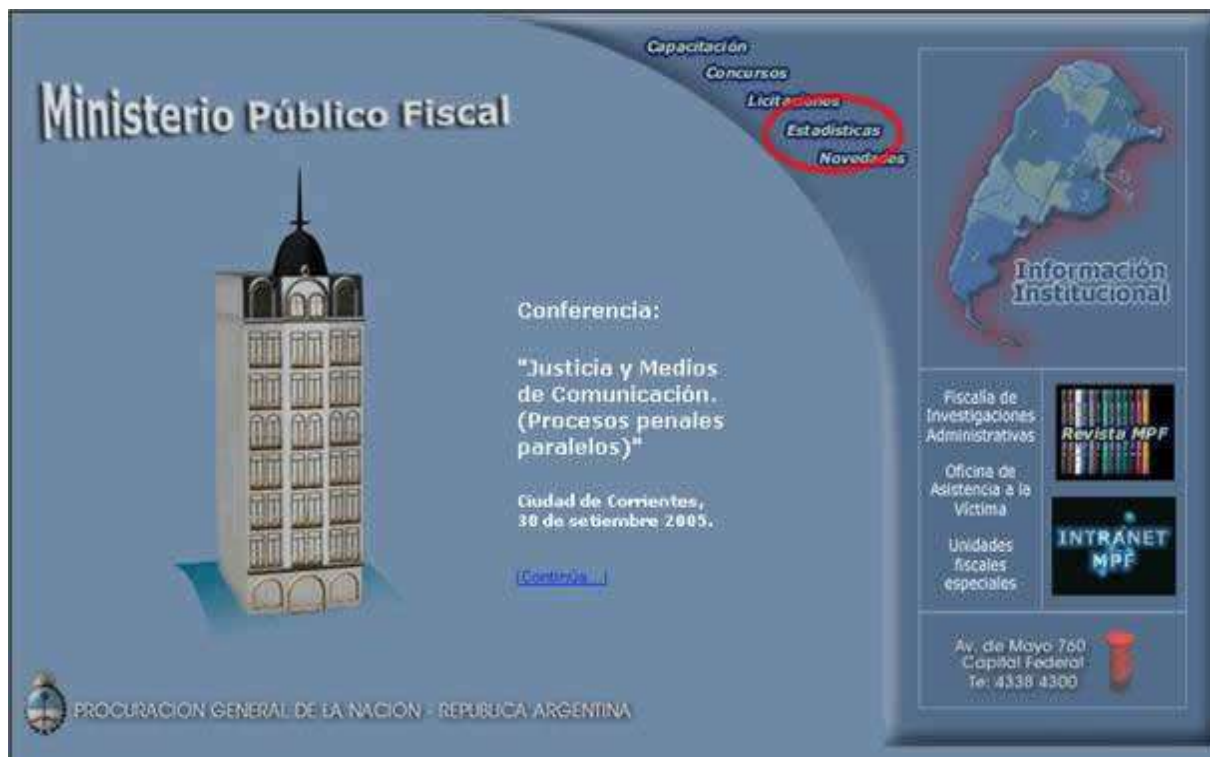 Capacitación
Concursos
Licitaciones
Estadísticas
Novedades
Ministerio Público Fiscal
Conferencia:
"Justicia y Medios
de Comunicación.
(Procesos penales
paralelos)"
Ciudad de Corrientes,
30 de setiembre 2005.
[Continúa...]
Información
Institucional
Fiscalía de
Investigaciones
Administrativas
Oficina de
Asistencia a la
Víctima
Unidades
fiscales
especiales
Revista MPF
INTRANET
MPF
Av. de Mayo 760
Capital Federal
Te: 4338 4300
PROCURACION GENERAL DE LA NACION - REPUBLICA ARGENTINA